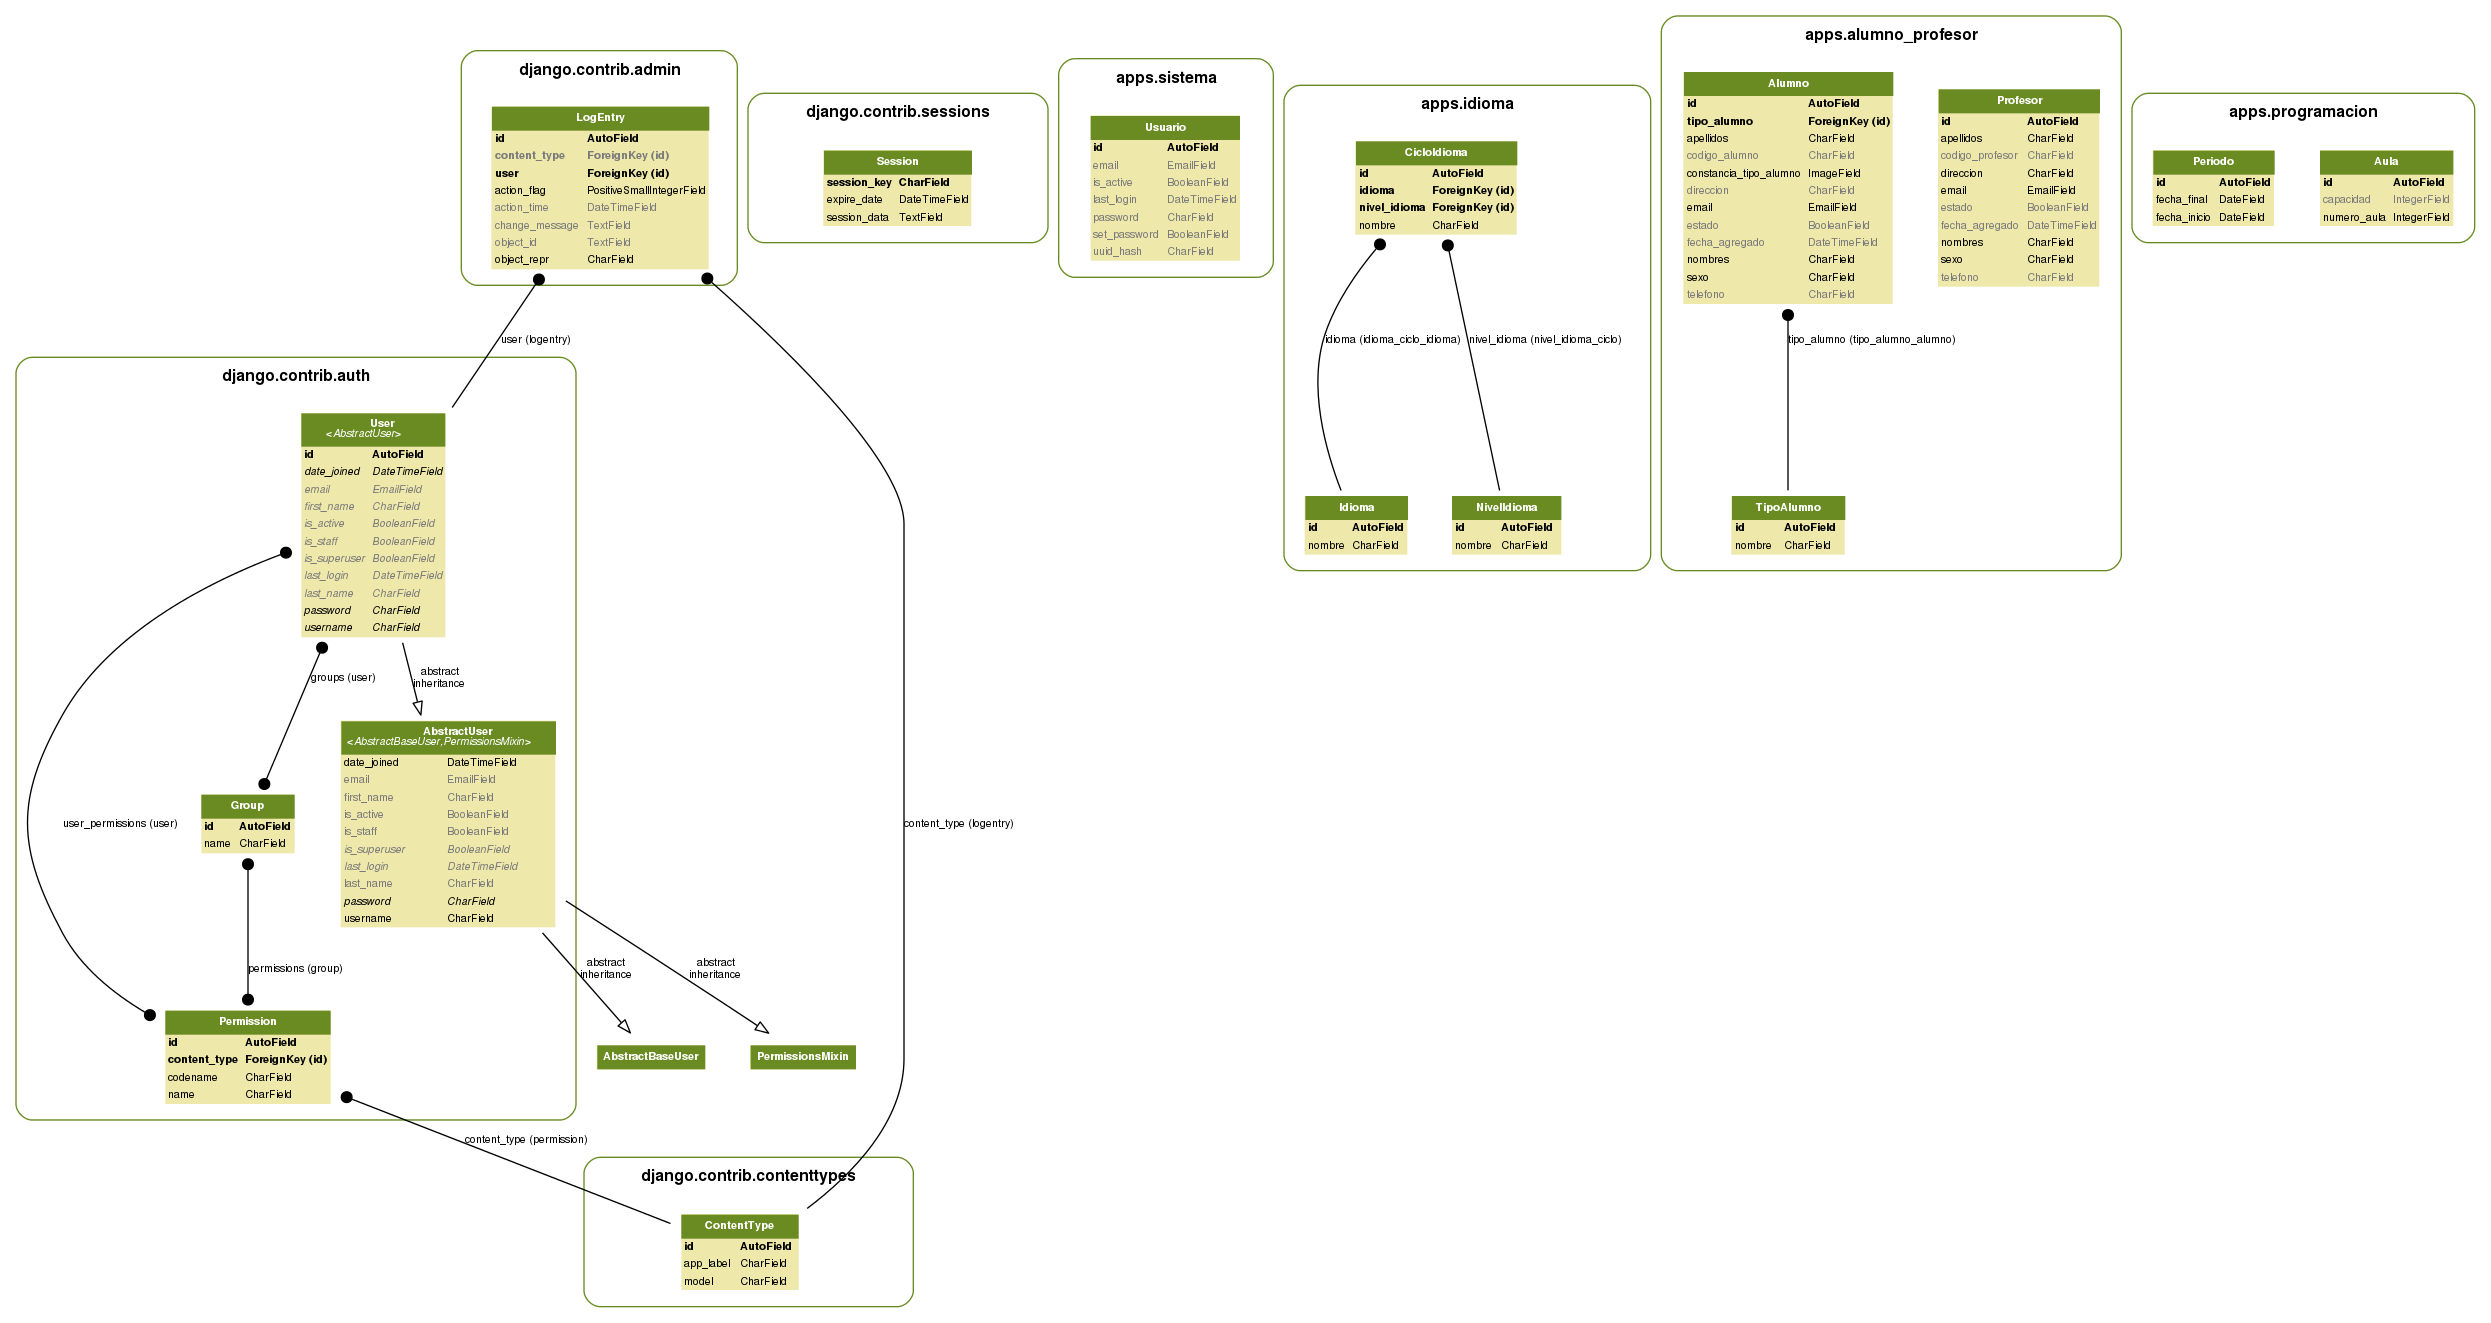 django.contrib.admin
LogEntry
id AutoField
content_type ForeignKey (id)
user ForeignKey (id)
action_flag PositiveSmallIntegerField
action_time DateTimeField
change_message TextField
object_id TextField
object_repr CharField
django.contrib.sessions
Session
session_key CharField
expire_date DateTimeField
session_data TextField
apps.sistema
Usuario
id AutoField
email EmailField
is_active BooleanField
last_login DateTimeField
password CharField
set_password BooleanField
uuid_hash CharField
apps.idioma
CicloIdioma
id AutoField
idioma ForeignKey (id)
nivel_idioma ForeignKey (id)
nombre CharField
idioma (idioma_ciclo_idioma)
nivel_idioma (nivel_idioma_ciclo)
Idioma
id AutoField
nombre CharField
NivelIdioma
id AutoField
nombre CharField
apps.alumno_profesor
Alumno
id AutoField
tipo_alumno ForeignKey (id)
apellidos CharField
codigo_alumno CharField
constancia_tipo_alumno ImageField
direccion CharField
email EmailField
estado BooleanField
fecha_agregado DateTimeField
nombres CharField
sexo CharField
telefono CharField
Profesor
id AutoField
apellidos CharField
codigo_profesor CharField
direccion CharField
email EmailField
estado BooleanField
fecha_agregado DateTimeField
nombres CharField
sexo CharField
telefono CharField
tipo_alumno (tipo_alumno_alumno)
TipoAlumno
id AutoField
nombre CharField
apps.programacion
Periodo
id AutoField
fecha_final DateField
fecha_inicio DateField
Aula
id AutoField
capacidad IntegerField
numero_aula IntegerField
user (logentry)
django.contrib.auth
User
<AbstractUser>
id AutoField
date_joined DateTimeField
email EmailField
first_name CharField
is_active BooleanField
is_staff BooleanField
is_superuser BooleanField
last_login DateTimeField
last_name CharField
password CharField
username CharField
groups (user)
abstract
inheritance
AbstractUser
<AbstractBaseUser,PermissionsMixin>
date_joined DateTimeField
email EmailField
first_name CharField
is_active BooleanField
is_staff BooleanField
is_superuser BooleanField
last_login DateTimeField
last_name CharField
password CharField
username CharField
user_permissions (user)
Group
id AutoField
name CharField
content_type (logentry)
permissions (group)
abstract
inheritance
abstract
inheritance
Permission
id AutoField
content_type ForeignKey (id)
codename CharField
name CharField
AbstractBaseUser
PermissionsMixin
content_type (permission)
django.contrib.contenttypes
ContentType
id AutoField
app_label CharField
model CharField